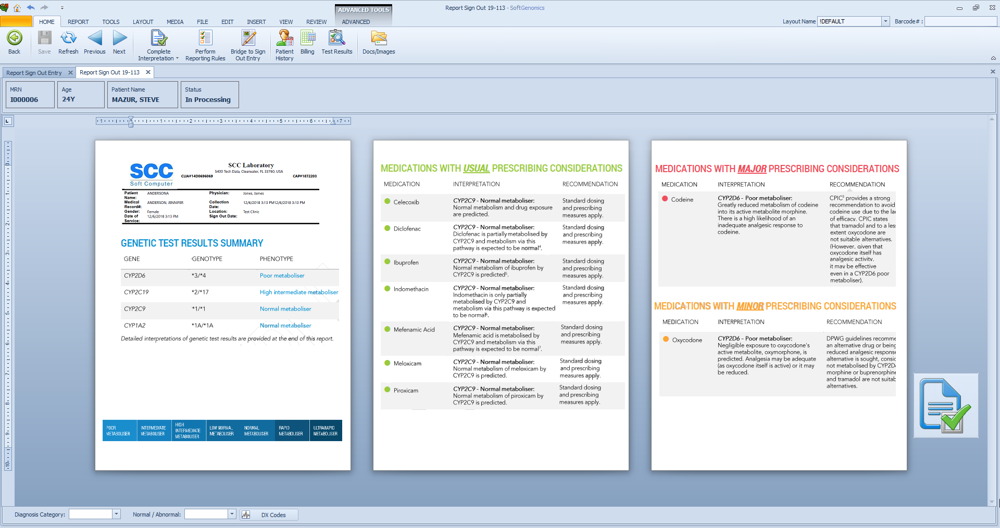 Report Sign Out 19-113 - SoftGenomics
ADVANCED TOOLS
HOME REPORT TOOLS LAYOUT MEDIA FILE EDIT INSERT VIEW REVIEW ADVANCED
Layout Name !DEFAULT Barcode# :
Back Save Refresh Previous Next Complete Interpretation Perform Reporting Rules Bridge to Sign Out Entry Patient History Billing Test Results Docs/Images
Report Sign Out Entry Report Sign Out 19-113
MRN Age Patient Name Status
I000006 24Y MAZUR, STEVE In Processing
1 1 2 3 4 5 6 7
SCC
Soft Computer
SCC Laboratory
5400 Tech Data, Clearwater, FL 33760, USA
CLIA#14D0696069 CAP#1872203
Patient Name: ANDERSONA Physician: Jones, James
Medical Record#: ANDERSON, JENNIFER Collection Date: 12/6/2018 3:13 PM12/6/2018 3:13 PM
Gender: Female Location: Test Clinic
Date of Service: 12/6/2018 3:13 PM Sign Out Date:
GENETIC TEST RESULTS SUMMARY
GENE GENOTYPE PHENOTYPE
CYP2D6 *3/*4 Poor metaboliser
CYP2C19 *2/*17 High intermediate metaboliser
CYP2C9 *1/*1 Normal metaboliser
CYP1A2 *1A/*1A Normal metaboliser
Detailed interpretations of genetic test results are provided at the end of this report.
POOR METABOLISER
INTERMEDIATE METABOLISER
HIGH INTERMEDIATE METABOLISER
LOW NORMAL METABOLISER
NORMAL METABOLISER
RAPID METABOLISER
ULTRARAPID METABOLISER
MEDICATIONS WITH USUAL PRESCRIBING CONSIDERATIONS
MEDICATION INTERPRETATION RECOMMENDATION
Celecoxib
CYP2C9 - Normal metaboliser:
Normal metabolism and drug exposure
are predicted.
Standard dosing
and prescribing
measures apply.
Diclofenac
CYP2C9 - Normal metaboliser:
Diclofenac is partially metabolised by
CYP2C9 and metabolism via this
pathway is expected to be normal⁴.
Standard dosing
and prescribing
measures apply.
Ibuprofen
CYP2C9 - Normal metaboliser:
Normal metabolism of ibuprofen by
CYP2C9 is predicted⁵.
Standard dosing
and prescribing
measures apply.
Indomethacin
CYP2C9 - Normal metaboliser:
Indomethacin is only partially
metabolised by CYP2C9 and
metabolism via this pathway is expected
to be normal⁶.
Standard dosing
and prescribing
measures apply.
Mefenamic Acid
CYP2C9 - Normal metaboliser:
Mefenamic acid is metabolised by
CYP2C9 and metabolism via this
pathway is expected to be normal⁷.
Standard dosing
and prescribing
measures apply.
Meloxicam
CYP2C9 - Normal metaboliser:
Normal metabolism of meloxicam by
CYP2C9 is predicted.
Standard dosing
and prescribing
measures apply.
Piroxicam
CYP2C9 - Normal metaboliser:
Normal metabolism of piroxicam by
CYP2C9 is predicted.
Standard dosing
and prescribing
measures apply.
MEDICATIONS WITH MAJOR PRESCRIBING CONSIDERATIONS
MEDICATION INTERPRETATION RECOMMENDATION
Codeine
CYP2D6 - Poor metaboliser:
Greatly reduced metabolism of codeine
into its active metabolite morphine.
There is a high likelihood of an
inadequate analgesic response to
codeine.
CPIC³ provides a strong
recommendation to avoid
codeine use due to the la
of efficacy. CPIC states
that tramadol and to a les
extent oxycodone are
not suitable alternatives.
(However, given that
oxycodone itself has
analgesic activity,
it may be effective
even in a CYP2D6 poor
metaboliser).
MEDICATIONS WITH MINOR PRESCRIBING CONSIDERATIONS
MEDICATION INTERPRETATION RECOMMENDATION
Oxycodone
CYP2D6 - Poor metaboliser:
Negligible exposure to oxycodone's
active metabolite, oxymorphone, is
predicted. Analgesia may be adequate
(as oxycodone itself is active) or it may
be reduced.
DPWG guidelines recomme
an alternative drug or being
reduced analgesic response
alternative is sought, consid
not metabolised by CYP2D
morphine or buprenorphine
and tramadol are not suitab
alternatives.
Diagnosis Category: Normal / Abnormal: DX Codes